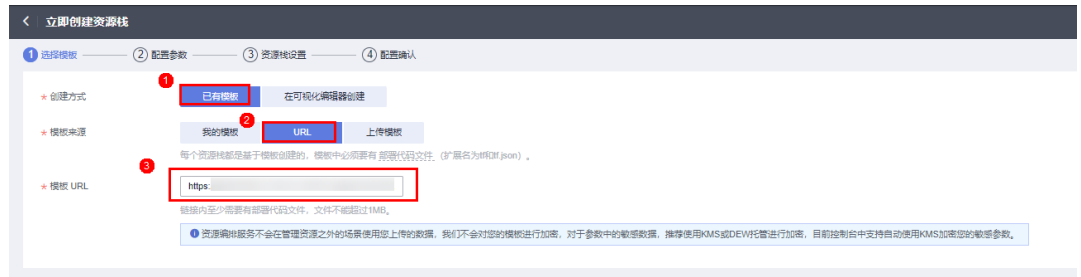 立即创建资源栈
1 选择模板 2 配置参数 3 资源栈设置 4 配置确认
1
* 创建方式 已有模板 在可视化编辑器创建
2
* 模板来源 我的模板 URL 上传模板
每个资源栈都是基于模板创建的，模板中必须要有 部署代码文件 (扩展名为tf和tf.json) 。
3
* 模板 URL https:
链接内至少需要有部署代码文件，文件不能超过1MB。
资源编排服务不会在管理资源之外的场景使用您上传的数据，我们不会对您的模板进行加密，对于参数中的敏感数据，推荐使用KMS或DEW托管进行加密，目前控制台中支持自动使用KMS加密您的敏感参数。